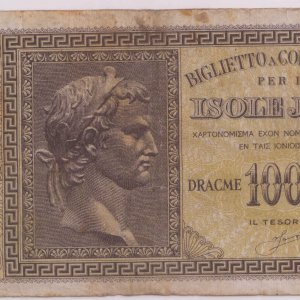 BIGLIETTO A CO
PER
ISOLE
ΧΑΡΤΟΝΟΜΙΣΜΑ ΕΧΟΝ ΝΟΜ
ΕΝ ΤΑΙΣ ΙΟΝΙΟΙ
DRACME 100
IL TESOR